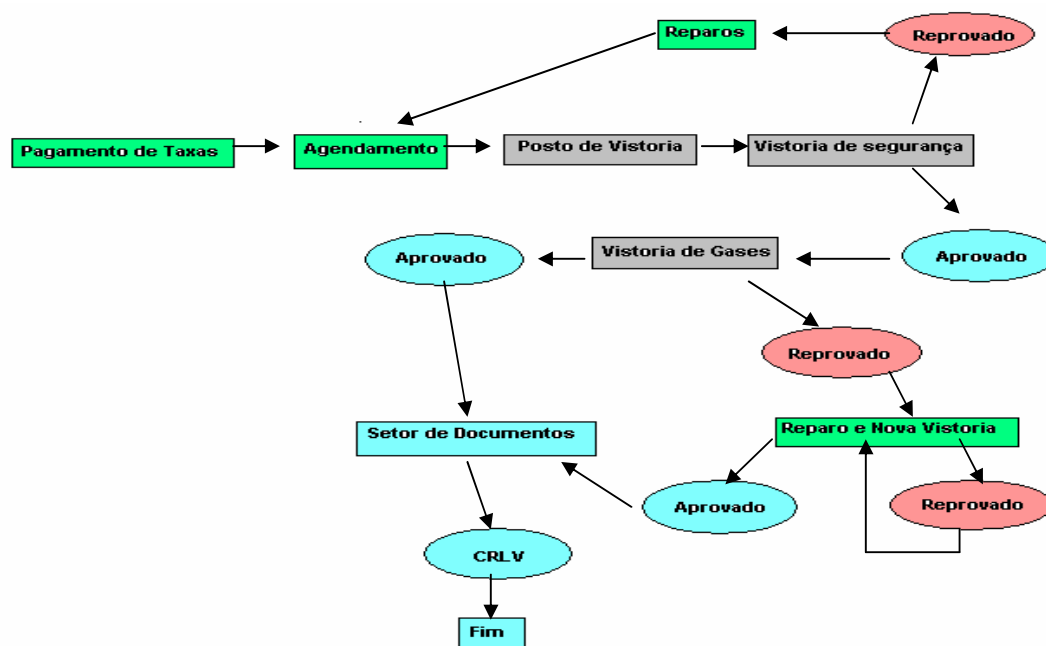 Reparos
Reprovado
Pagamento de Taxas
Agendamento
Posto de Vistoria
Vistoria de segurança
Aprovado
Vistoria de Gases
Aprovado
Reprovado
Setor de Documentos
Reparo e Nova Vistoria
Aprovado
Reprovado
CRLV
Fim